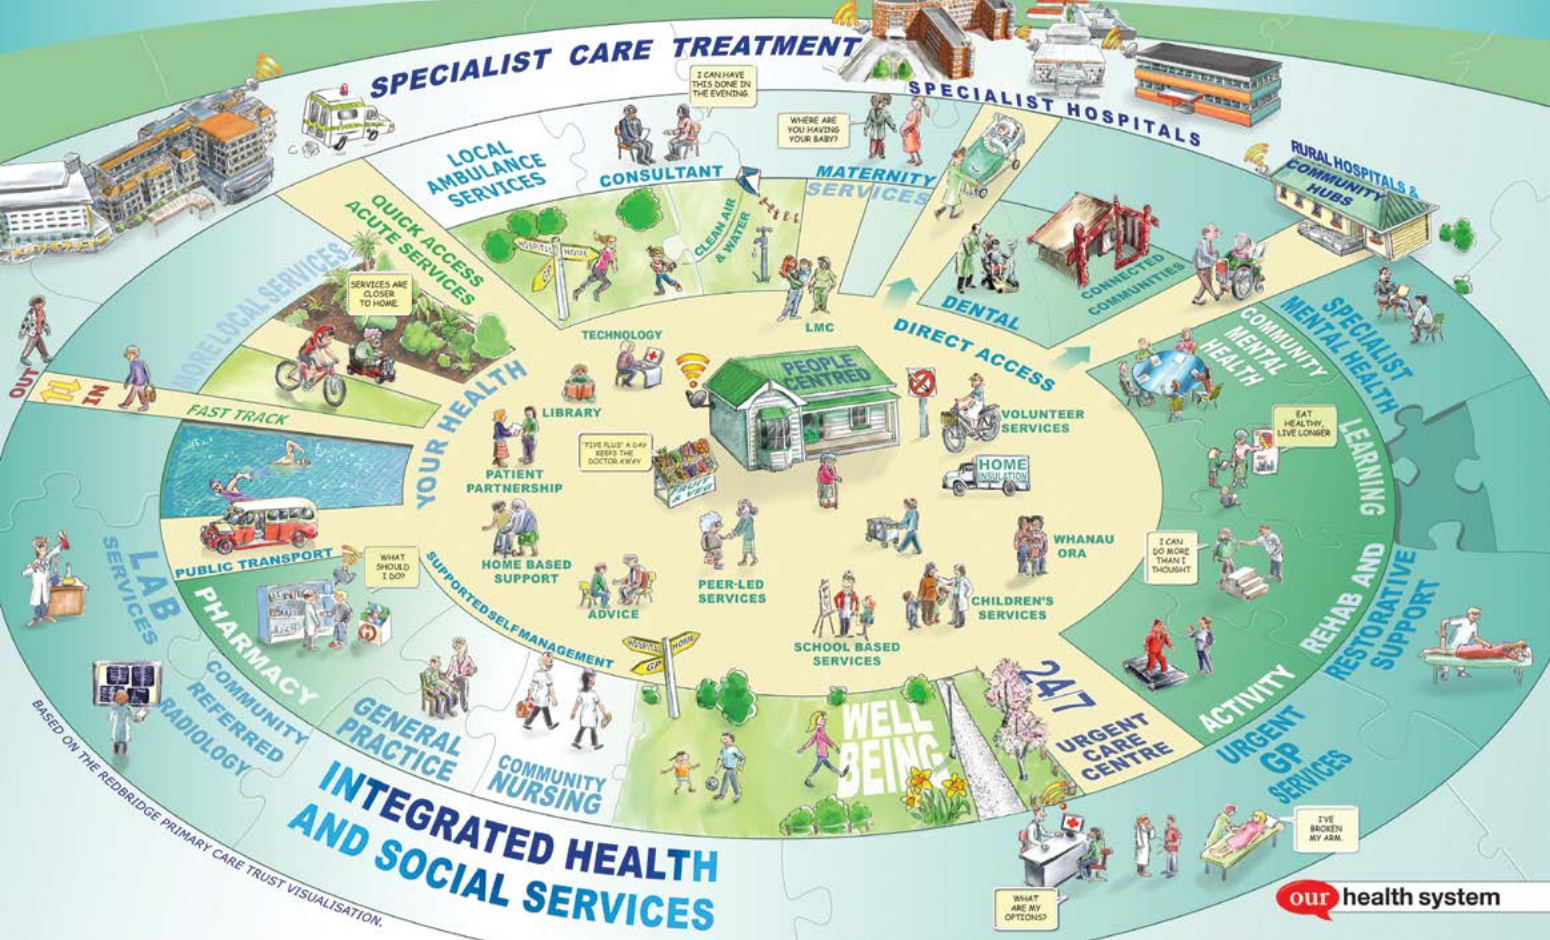 SPECIALIST CARE TREATMENT
SPECIALIST HOSPITALS
RURAL HOSPITALS &
COMMUNITY
HUBS
I CAN HAVE
THIS DONE IN
THE EVENING.
WHERE ARE
YOU HAVING
YOUR BABY?
LOCAL
AMBULANCE
SERVICES
CONSULTANT
MATERNITY
SERVICES
QUICK ACCESS
ACUTE SERVICES
HOSPITAL
HOME
GP
CLEAN AIR
& WATER
DENTAL
CONNECTED
COMMUNITIES
MORE LOCAL SERVICES
SERVICES ARE
CLOSER
TO HOME.
OUT
IN
FAST TRACK
YOUR HEALTH
TECHNOLOGY
LMC
DIRECT ACCESS
PEOPLE
CENTRED
LIBRARY
VOLUNTEER
SERVICES
COMMUNITY
MENTAL
HEALTH
SPECIALIST
MENTAL HEALTH
EAT
HEALTHY,
LIVE LONGER
LEARNING
"FIVE PLUS" A DAY
KEEPS THE
DOCTOR AWAY
FRUIT
& VEG
PATIENT
PARTNERSHIP
HOME
INSULATION
HOME BASED
SUPPORT
ADVICE
PEER-LED
SERVICES
WHANAU
ORA
CHILDREN'S
SERVICES
SCHOOL BASED
SERVICES
I CAN
DO MORE
THAN I
THOUGHT
PUBLIC TRANSPORT
WHAT
SHOULD
I DO?
SUPPORTED SELF MANAGEMENT
HOSPITAL
HOME
GP
LAB
SERVICES
PHARMACY
COMMUNITY
REFERRED
RADIOLOGY
GENERAL
PRACTICE
COMMUNITY
NURSING
WELL
BEING
24/7
URGENT
CARE
CENTRE
ACTIVITY
REHAB AND
RESTORATIVE
SUPPORT
URGENT
GP
SERVICES
I'VE
BROKEN
MY ARM.
WHAT
ARE MY
OPTIONS?
INTEGRATED HEALTH
AND SOCIAL SERVICES
BASED ON THE REDBRIDGE PRIMARY CARE TRUST VISUALISATION.
our health system